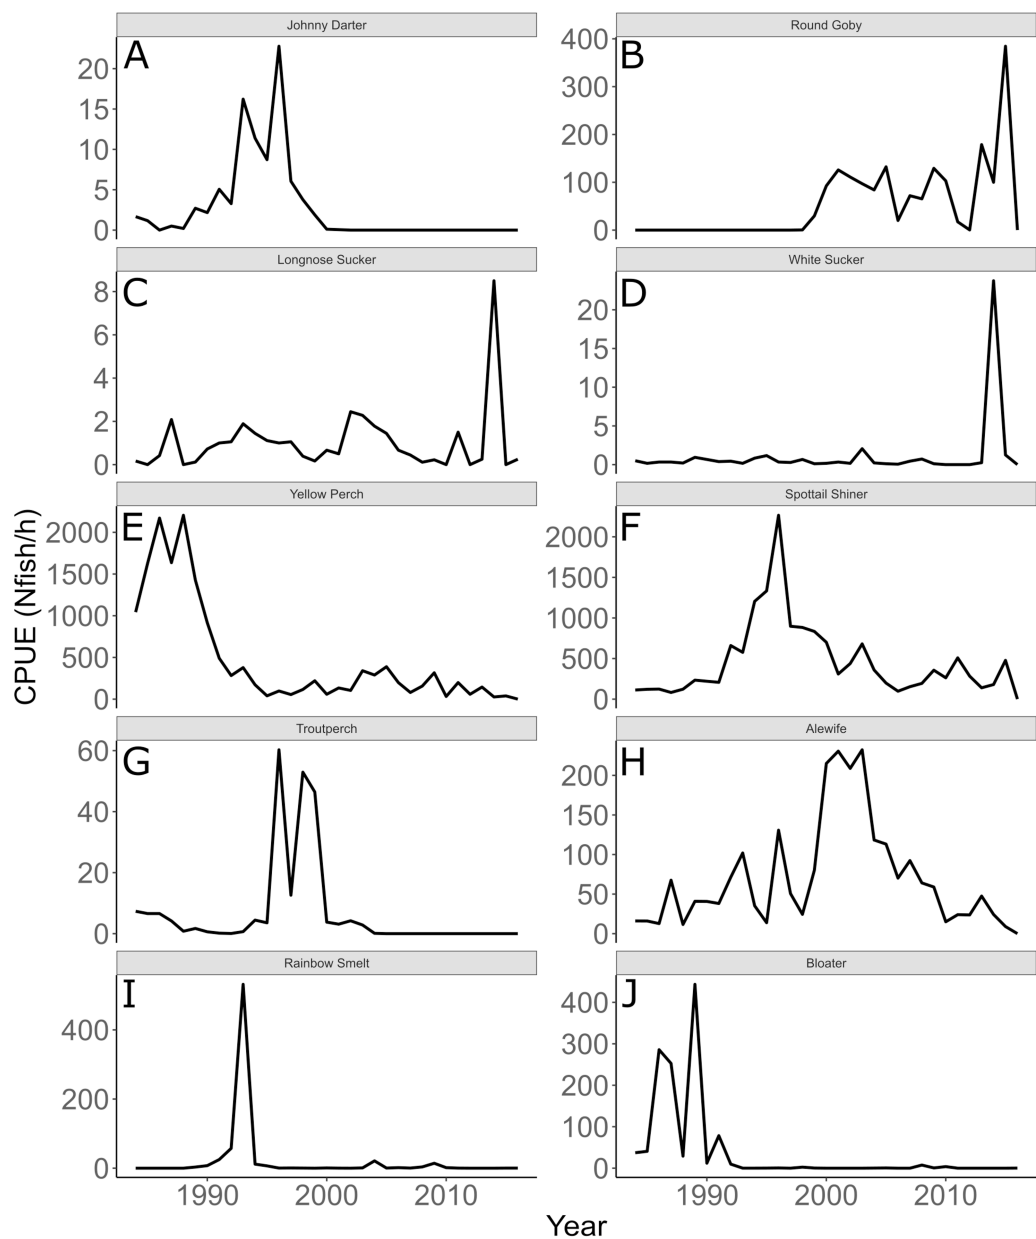 Johnny Darter
A
20
15
10
5
0
Round Goby
B
400
300
200
100
0
Longnose Sucker
C
8
6
4
2
0
White Sucker
D
20
15
10
5
0
Yellow Perch
E
2000
1500
1000
500
0
Spottail Shiner
F
2000
1500
1000
500
0
CPUE (Nfish/h)
Troutperch
G
60
40
20
0
Alewife
H
200
150
100
50
0
Rainbow Smelt
I
400
200
0
Bloater
J
400
300
200
100
0
1990 2000 2010
1990 2000 2010
Year